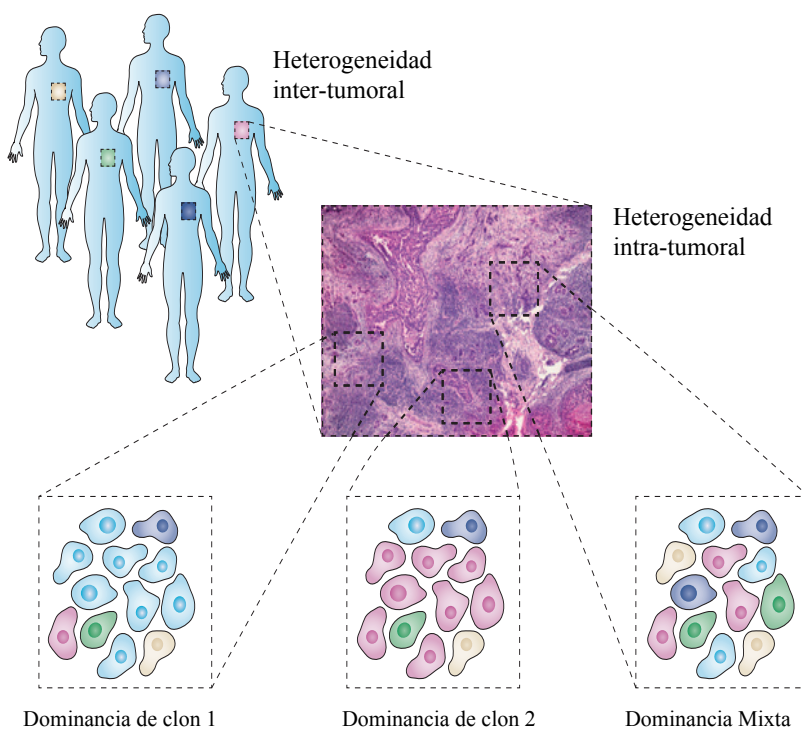 Heterogeneidad
inter-tumoral
Heterogeneidad
intra-tumoral
Dominancia de clon 1
Dominancia de clon 2
Dominancia Mixta